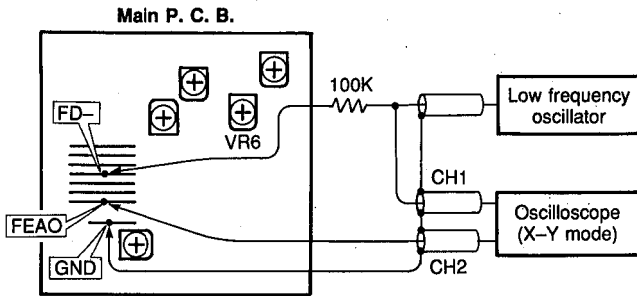 Main P. C. B.
100K
Low frequency
oscillator
FD–
VR6
CH1
FEAO
Oscilloscope
(X–Y mode)
GND
CH2